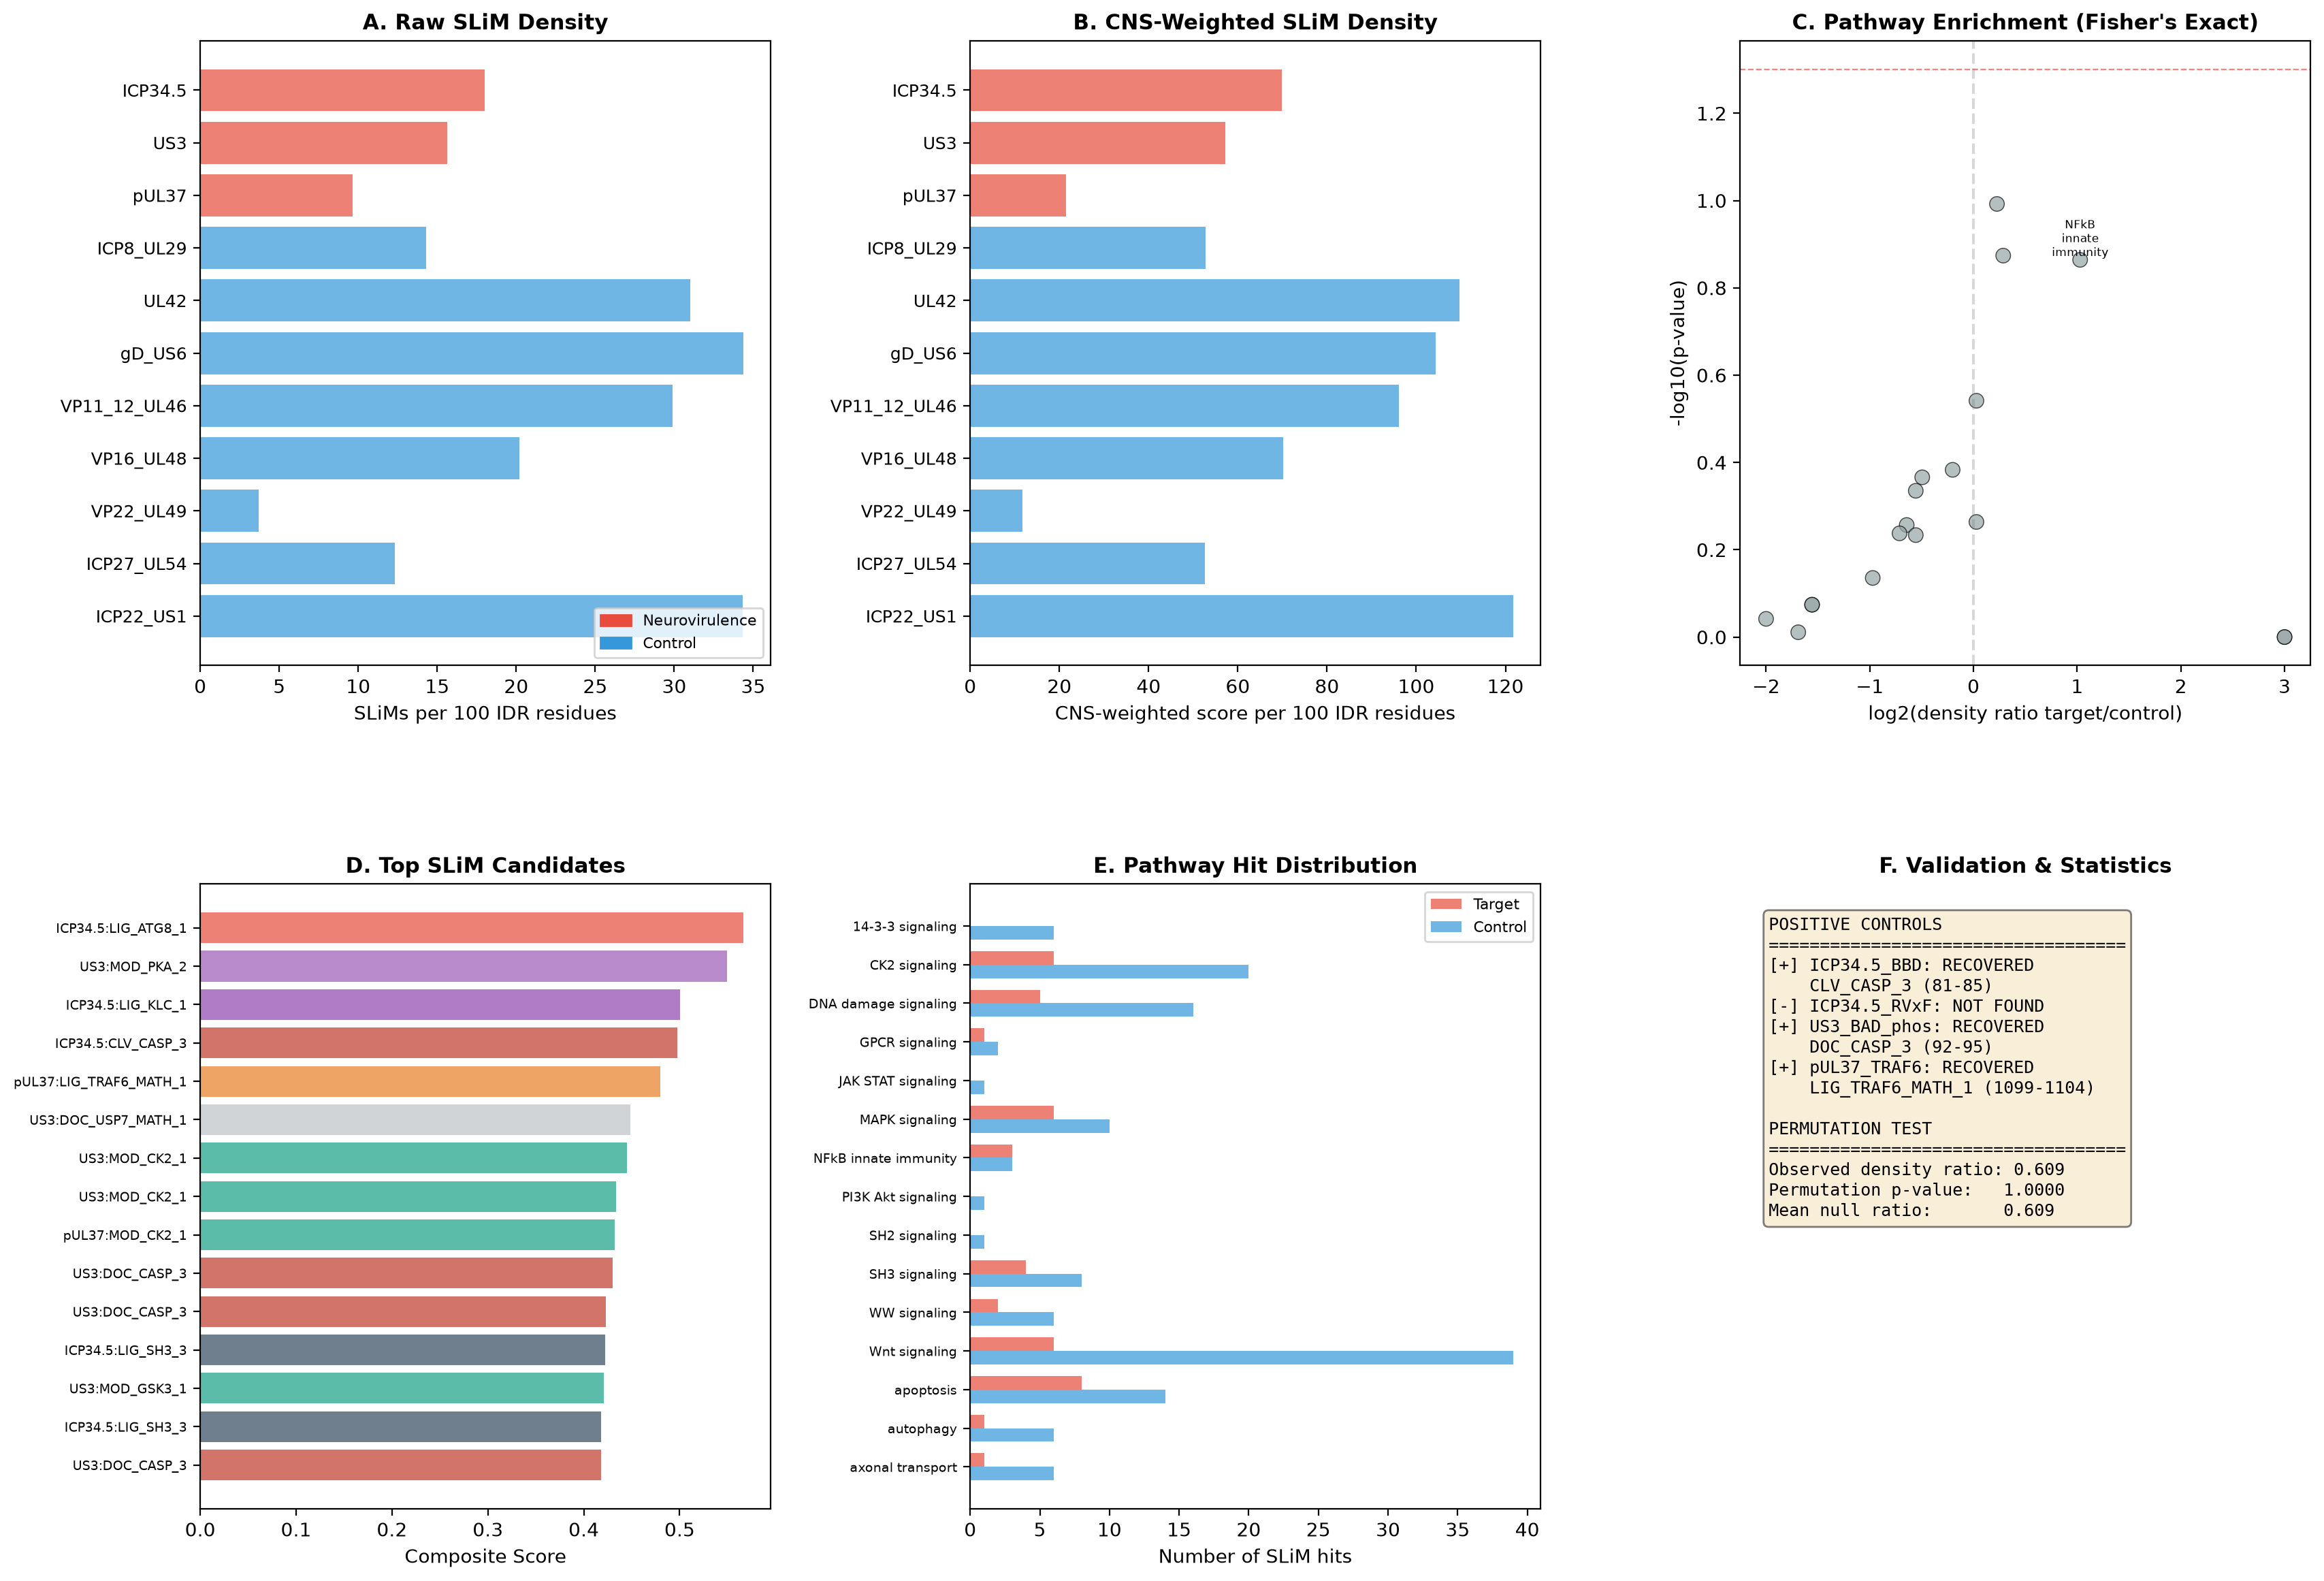 A. Raw SLiM Density
ICP34.5
US3
pUL37
ICP8_UL29
UL42
gD_US6
VP11_12_UL46
VP16_UL48
VP22_UL49
ICP27_UL54
ICP22_US1
Neurovirulence
Control
0 5 10 15 20 25 30 35
SLiMs per 100 IDR residues
B. CNS-Weighted SLiM Density
ICP34.5
US3
pUL37
ICP8_UL29
UL42
gD_US6
VP11_12_UL46
VP16_UL48
VP22_UL49
ICP27_UL54
ICP22_US1
0 20 40 60 80 100 120
CNS-weighted score per 100 IDR residues
C. Pathway Enrichment (Fisher's Exact)
-log10(p-value)
1.2
1.0
0.8
0.6
0.4
0.2
0.0
NFkB
innate
immunity
−2 −1 0 1 2 3
log2(density ratio target/control)
D. Top SLiM Candidates
ICP34.5:LIG_ATG8_1
US3:MOD_PKA_2
ICP34.5:LIG_KLC_1
ICP34.5:CLV_CASP_3
pUL37:LIG_TRAF6_MATH_1
US3:DOC_USP7_MATH_1
US3:MOD_CK2_1
US3:MOD_CK2_1
pUL37:MOD_CK2_1
US3:DOC_CASP_3
US3:DOC_CASP_3
ICP34.5:LIG_SH3_3
US3:MOD_GSK3_1
ICP34.5:LIG_SH3_3
US3:DOC_CASP_3
0.0 0.1 0.2 0.3 0.4 0.5
Composite Score
E. Pathway Hit Distribution
Target
Control
14-3-3 signaling
CK2 signaling
DNA damage signaling
GPCR signaling
JAK STAT signaling
MAPK signaling
NFkB innate immunity
PI3K Akt signaling
SH2 signaling
SH3 signaling
WW signaling
Wnt signaling
apoptosis
autophagy
axonal transport
0 5 10 15 20 25 30 35 40
Number of SLiM hits
F. Validation & Statistics
POSITIVE CONTROLS
===================================
[+] ICP34.5_BBD: RECOVERED
CLV_CASP_3 (81-85)
[-] ICP34.5_RVxF: NOT FOUND
[+] US3_BAD_phos: RECOVERED
DOC_CASP_3 (92-95)
[+] pUL37_TRAF6: RECOVERED
LIG_TRAF6_MATH_1 (1099-1104)
PERMUTATION TEST
===================================
Observed density ratio: 0.609
Permutation p-value: 1.0000
Mean null ratio: 0.609